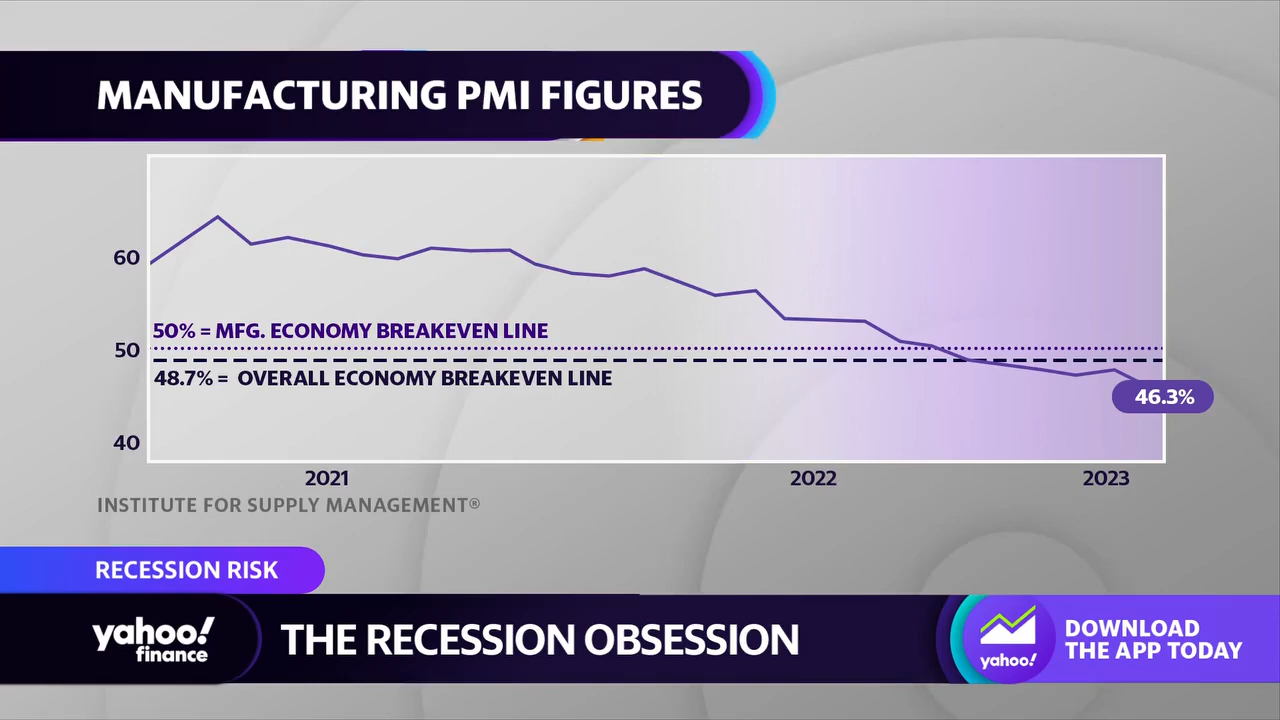 MANUFACTURING PMI FIGURES
60
50% = MFG. ECONOMY BREAKEVEN LINE
50
48.7% = OVERALL ECONOMY BREAKEVEN LINE
46.3%
40
2021 2022 2023
INSTITUTE FOR SUPPLY MANAGEMENT®
RECESSION RISK
yahoo!
finance
THE RECESSION OBSESSION
yahoo!
DOWNLOAD
THE APP TODAY